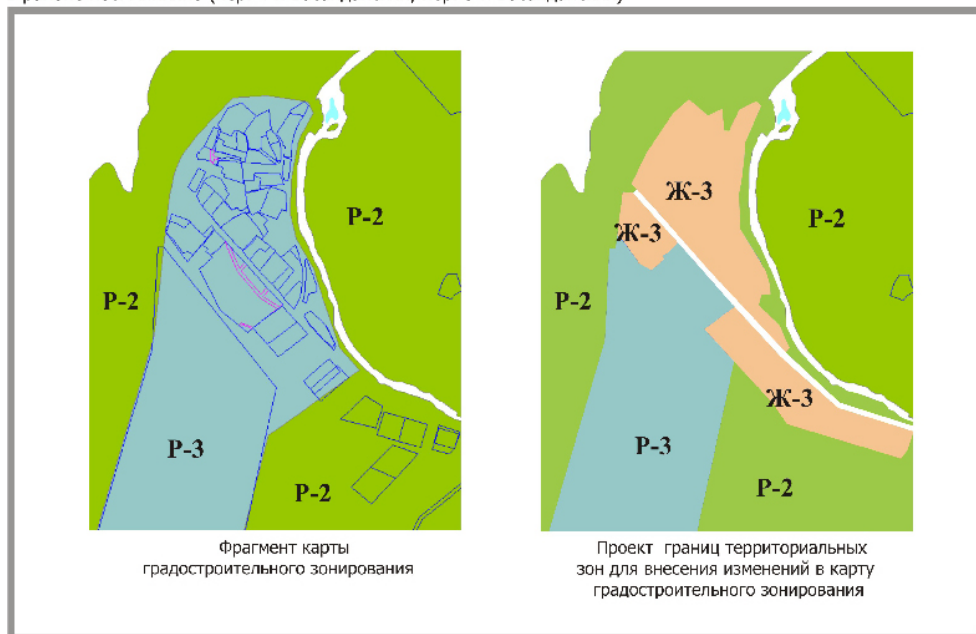 Р-2
Р-2
Р-3
Р-2
Фрагмент карты
градостроительного зонирования
Ж-3
Ж-3
Р-2
Р-2
Ж-3
Р-3
Р-2
Проект границ территориальных
зон для внесения изменений в карту
градостроительного зонирования